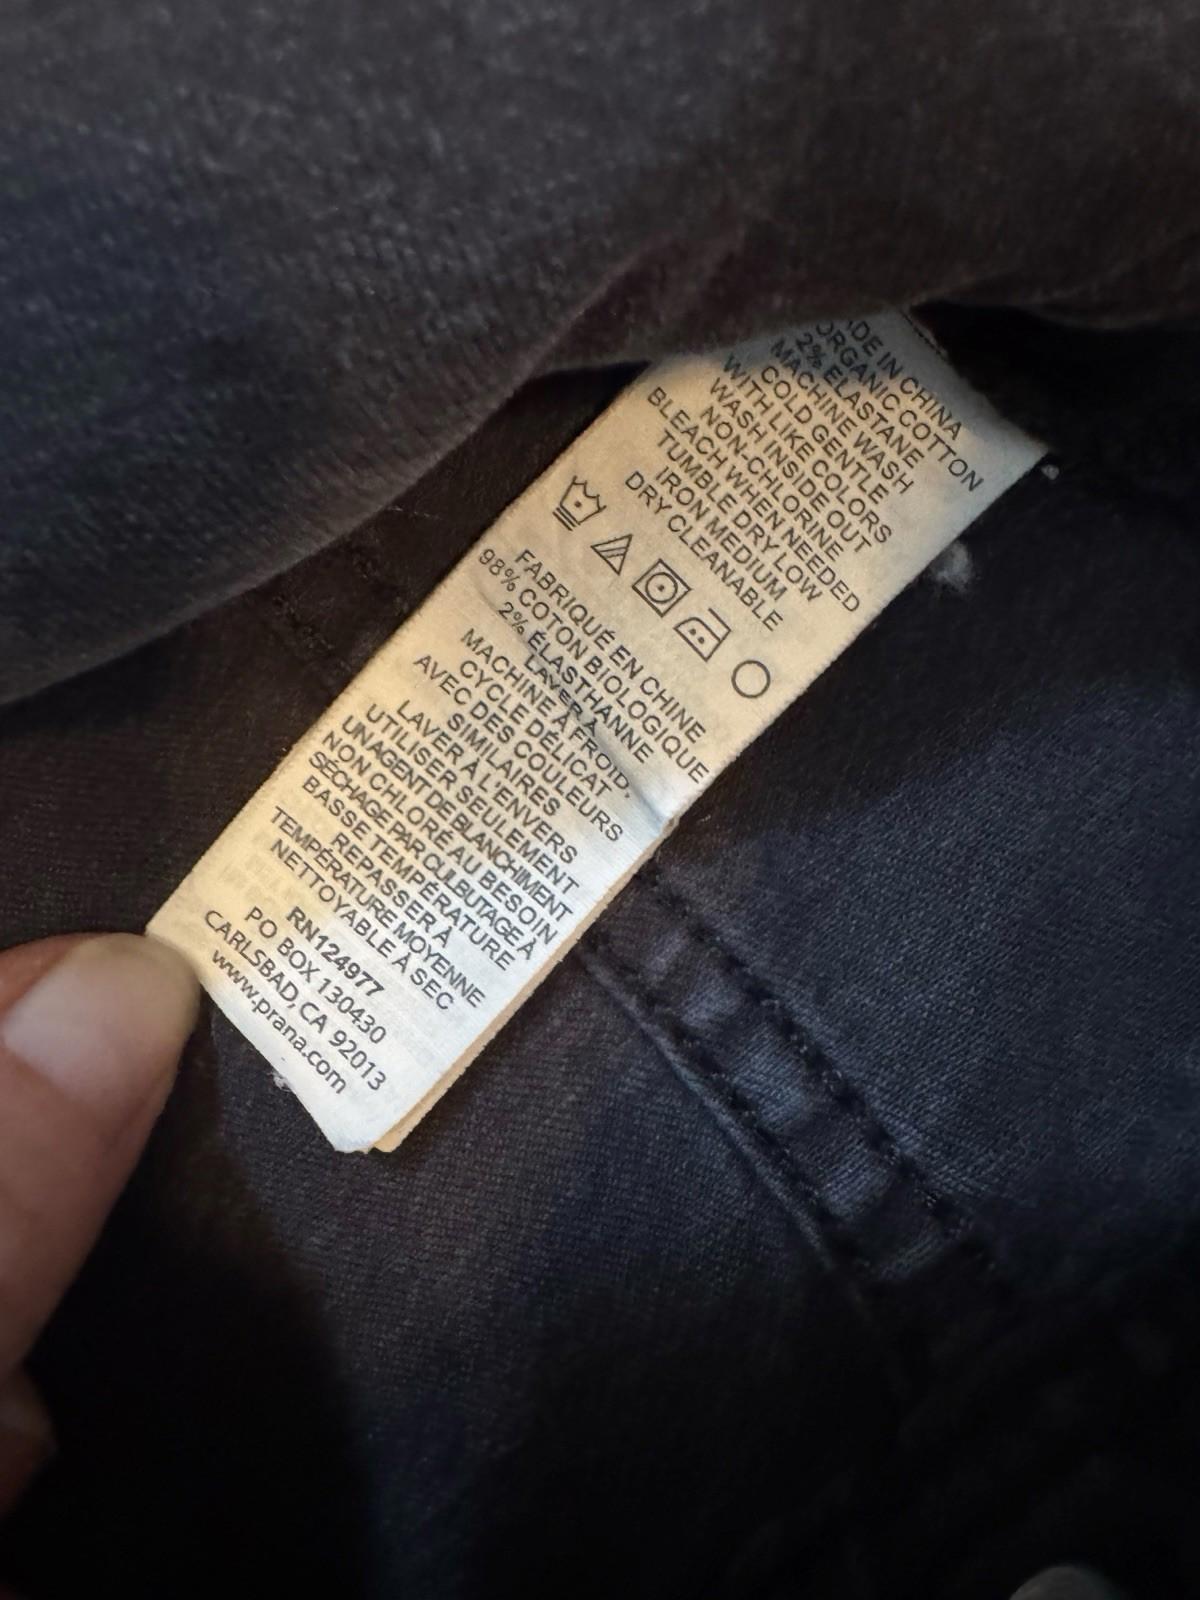 ADE IN CHINA
ORGANIC COTTON
2% ELASTANE
MACHINE WASH
COLD GENTLE
WITH LIKE COLORS
WASH INSIDE OUT
NON-CHLORINE
BLEACH WHEN NEEDED
TUMBLE DRY LOW
IRON MEDIUM
DRY CLEANABLE
FABRIQUÉ EN CHINE
98% COTON BIOLOGIQUE
2% ÉLASTHANNE
LAVER À
MACHINE À FROID,
CYCLE DÉLICAT
AVEC DES COULEURS
SIMILAIRES
LAVER À L'ENVERS
UTILISER SEULEMENT
UN AGENT DE BLANCHIMENT
NON CHLORÉ AU BESOIN
SÉCHAGE PAR CULBUTAGE À
BASSE TEMPÉRATURE
REPASSER À
TEMPÉRATURE MOYENNE
NETTOYABLE À SEC
RN124977
PO BOX 130430
CARLSBAD, CA 92013
www.prana.com